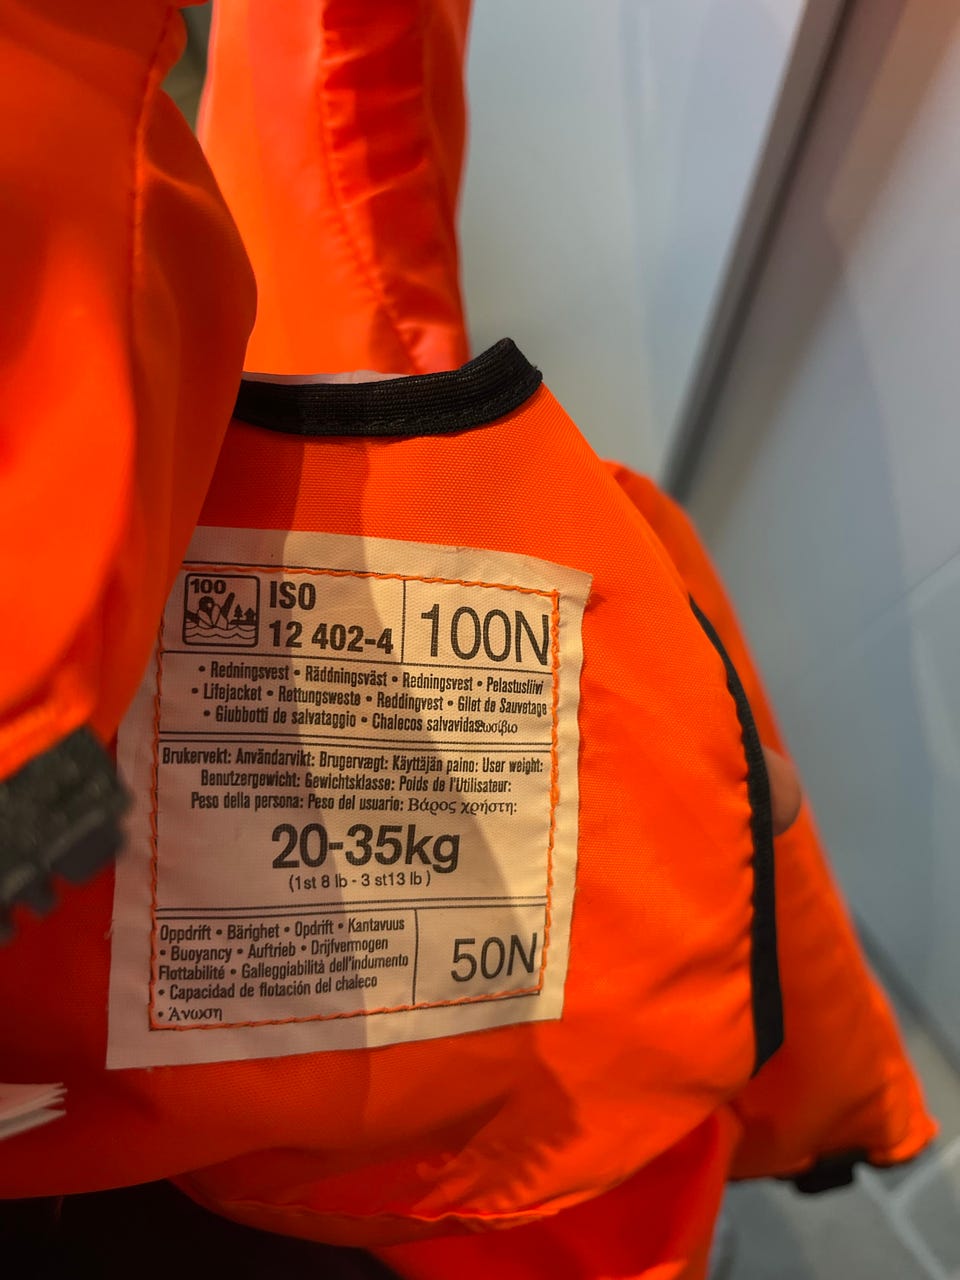 100
ISO
12 402-4
100N
• Redningsvest • Räddningsväst • Redningsvest • Pelastusliivi
• Lifejacket • Rettungsweste • Reddingvest • Gilet de Sauvetage
• Giubbotti de salvataggio • Chalecos salvavidas Σωσίβιο
Brukervekt: Användarvikt: Brugervægt: Käyttäjän paino: User weight:
Benutzergewicht: Gewichtsklasse: Poids de l'Utilisateur:
Peso della persona: Peso del usuario: Βάρος χρήστη:
20-35kg
(1st 8 lb - 3 st13 lb )
Oppdrift • Bärighet • Opdrift • Kantavuus
• Buoyancy • Auftrieb • Drijfvermogen
Flottabilité • Galleggiabilità dell'indumento
• Capacidad de flotación del chaleco
• Άνωση
50N